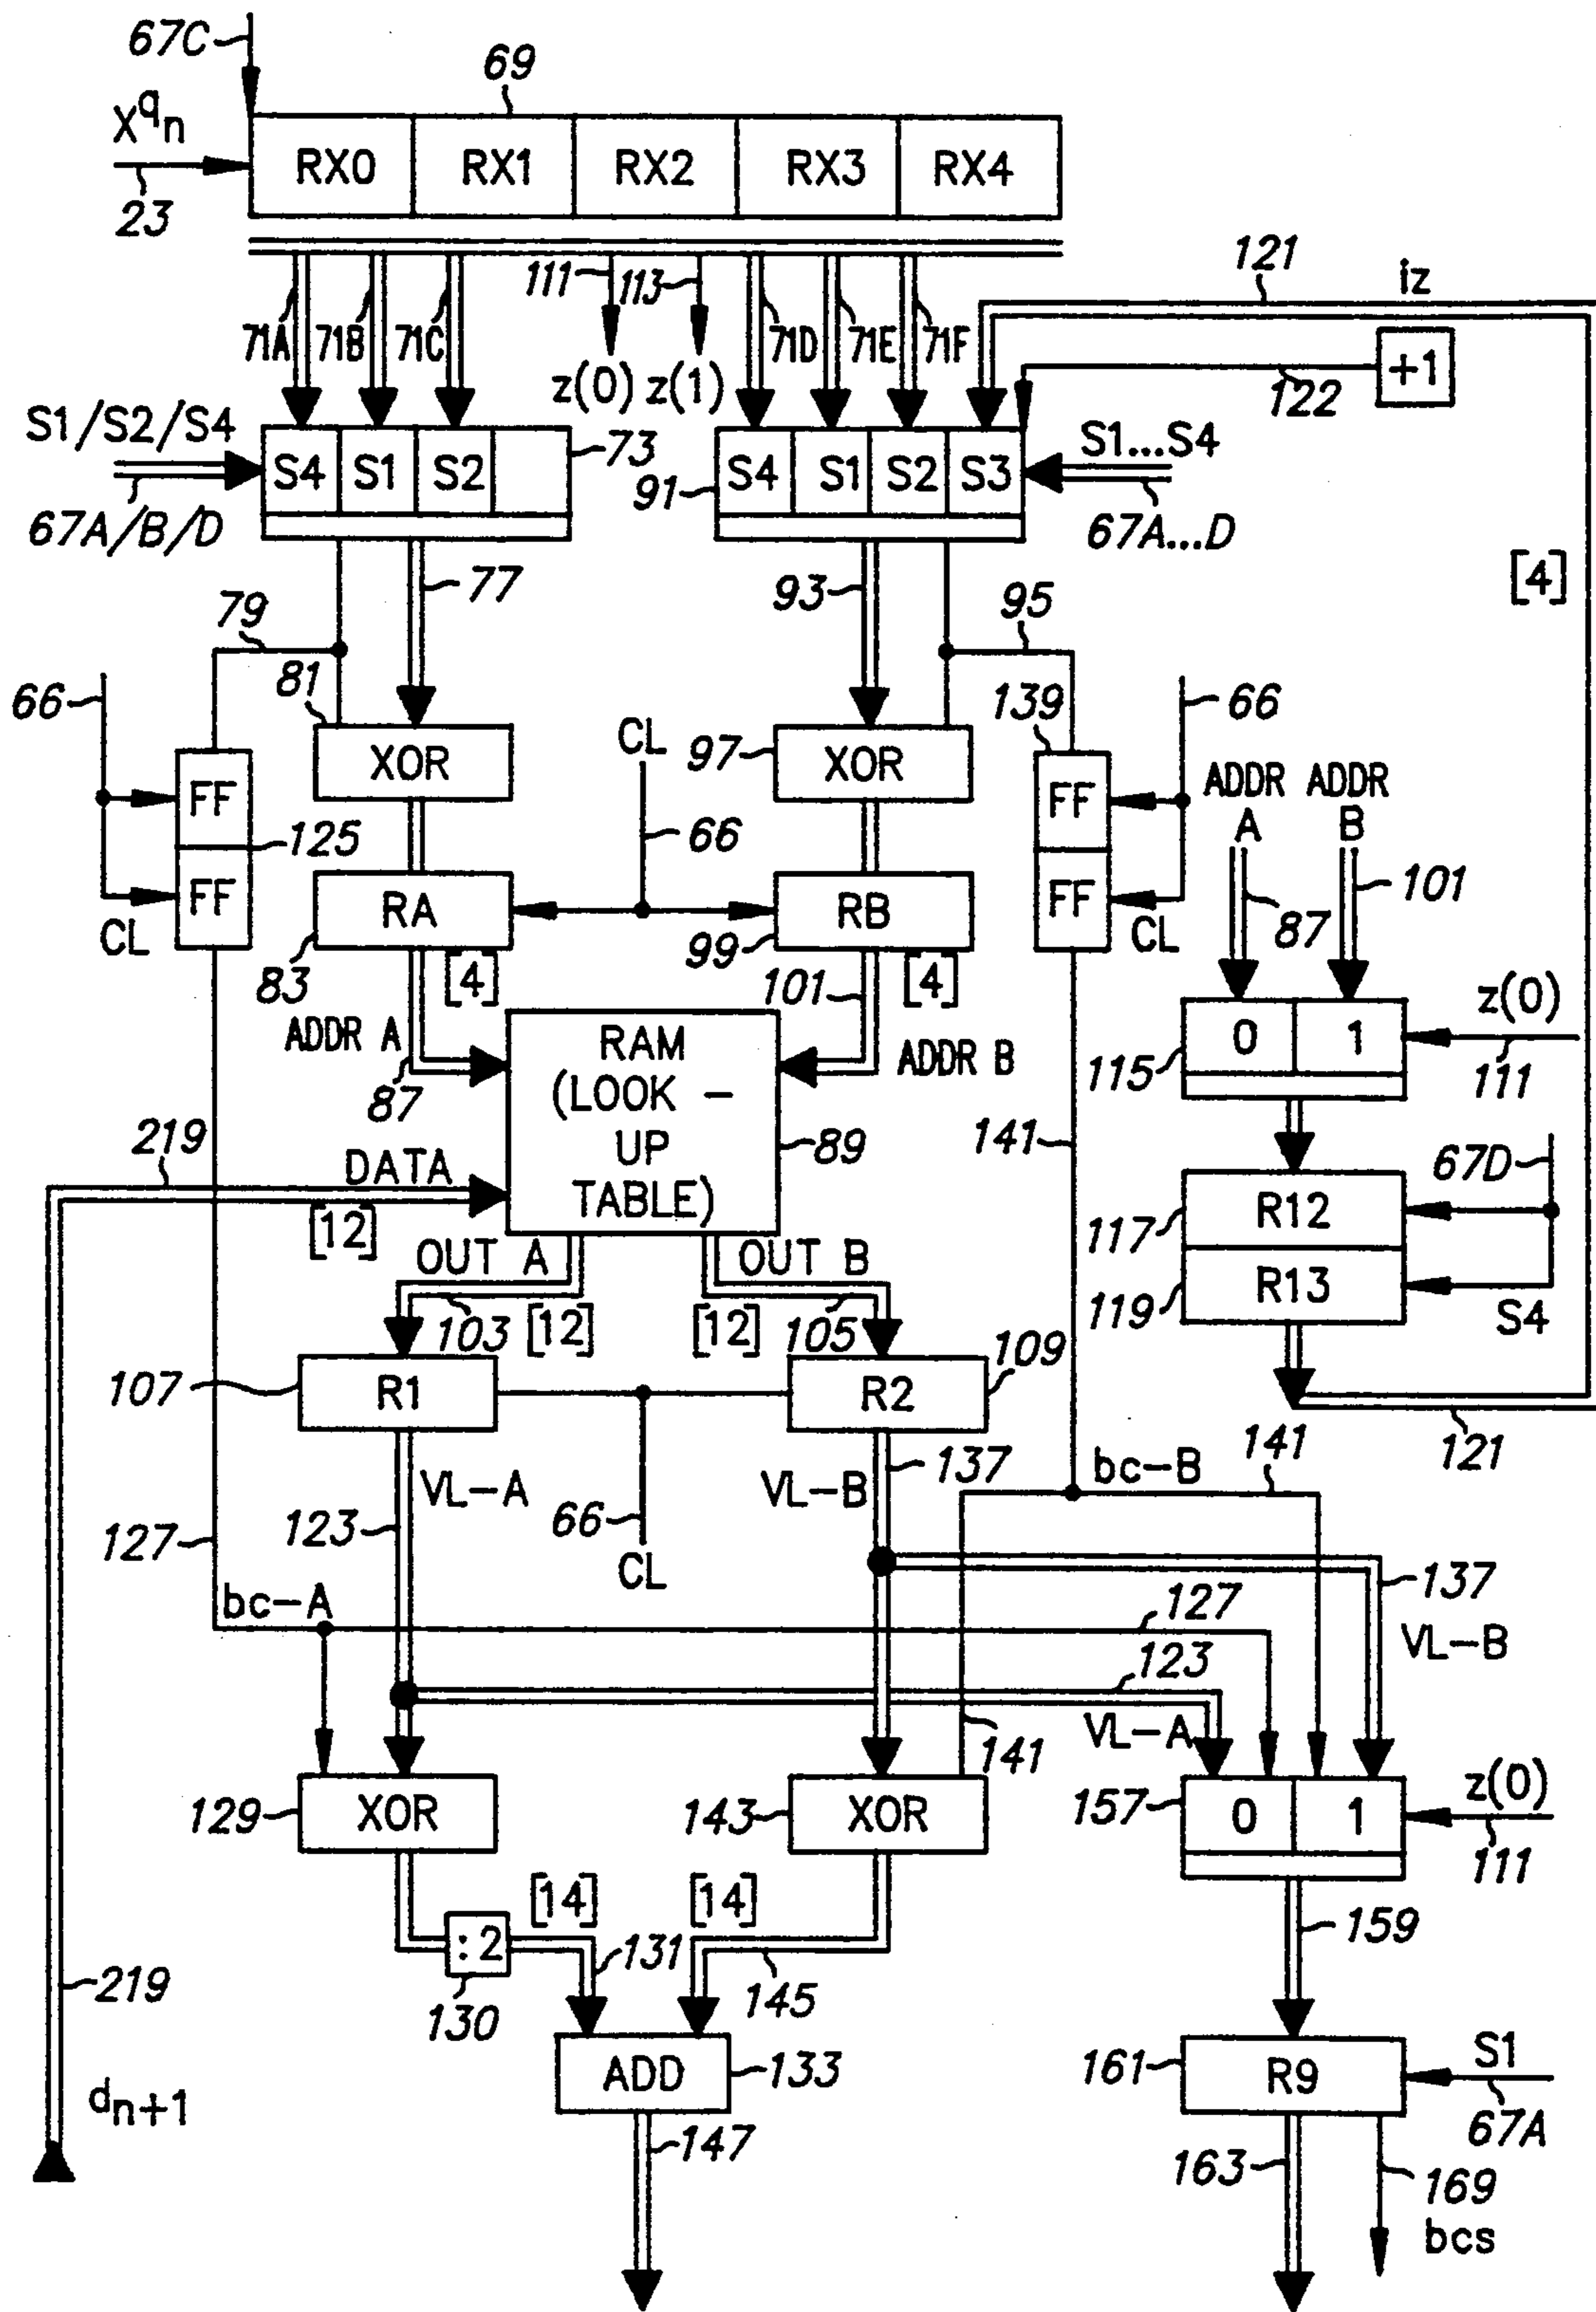 67C
69
Xqn
RX0 RX1 RX2 RX3 RX4
23
111 113
121 iz
71A 71B 71C
71D 71E 71F
+1
z(0) z(1)
122
S1/S2/S4
S1...S4
S4 S1 S2 73
91 S4 S1 S2 S3
67A/B/D
67A...D
77
93
[4]
79
95
66 81
139 66
CL
XOR
97 XOR
FF
FF
ADDR A
ADDR B
125
66
FF
RA
RB
FF
101
CL
CL
87
83 [4]
99 101 [4]
z(0)
ADDR A
RAM (LOOK - UP TABLE)
ADDR B
0 1
115 111
87
89
141
219
DATA
67D
[12]
117 R12
OUT A OUT B
119 R13
103 [12] [12] 105
S4
107 R1
R2 109
121
VL-A
VL-B
137
bc-B 141
123
66
127
CL
137
bc-A
127
VL-B
123
VL-A
141
129 XOR
143 XOR
157 0 1
z(0)
111
[14] [14]
:2
131
159
219
130
145
ADD 133
161 R9
S1
dn+1
67A
147
163
169
bcs